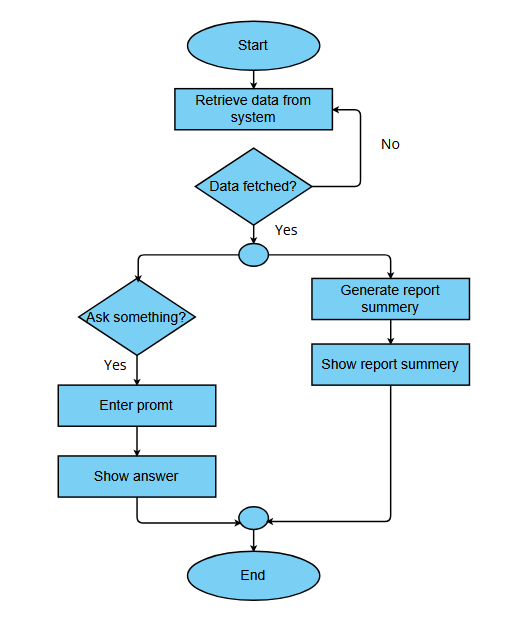 Start
Retrieve data from
system
No
Data fetched?
Yes
Generate report
summery
Ask something?
Show report summery
Yes
Enter promt
Show answer
End